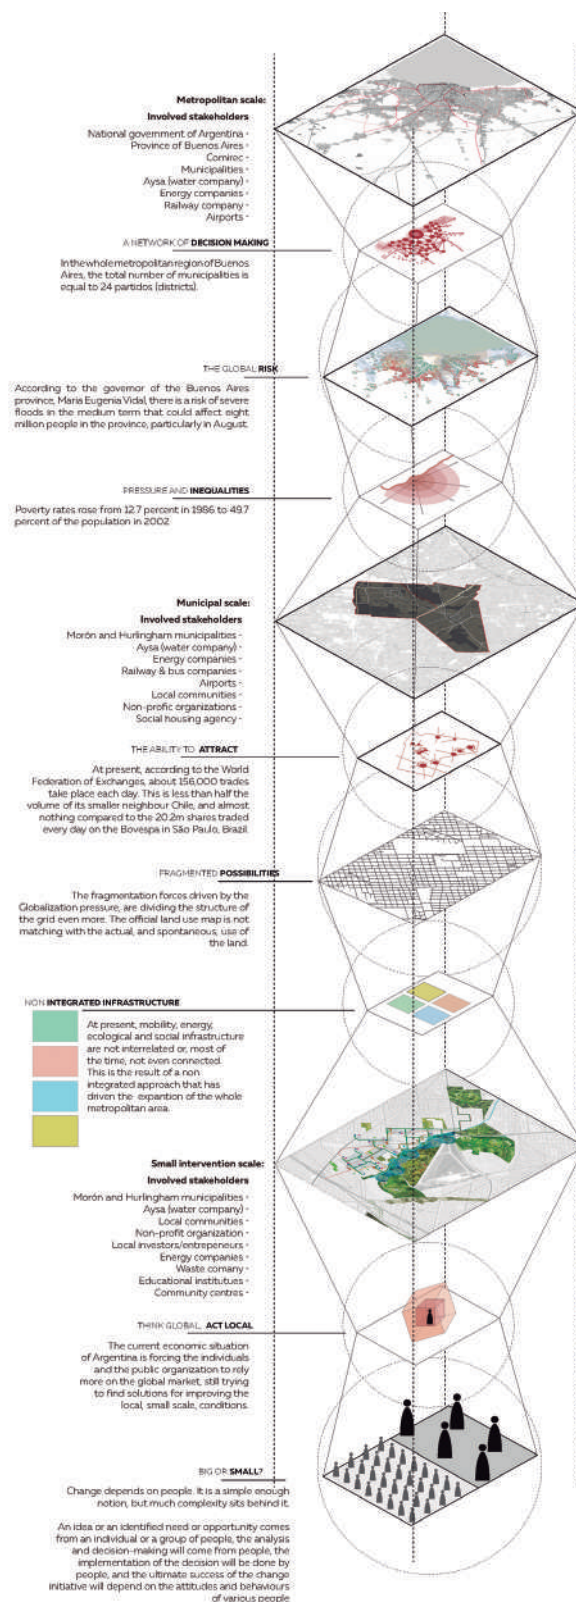 Metropolitan scale:
Involved stakeholders
National government of Argentina -
Province of Buenos Aires -
Comirec -
Municipalities -
Aysa (water company) -
Energy companies -
Railway company -
Airports -
A NETWORK OF DECISION MAKING
In the whole metropolitan region of Buenos
Aires, the total number of municipalities is
equal to 24 partidos (districts).
THE GLOBAL RISK
According to the governor of the Buenos Aires
province, Maria Eugenia Vidal, there is a risk of severe
floods in the medium term that could affect eight
million people in the province, particularly in August.
PRESSURE AND INEQUALITIES
Poverty rates rose from 12.7 percent in 1986 to 49.7
percent of the population in 2002
Municipal scale:
Involved stakeholders
Morón and Hurlingham municipalities -
Aysa (water company) -
Energy companies -
Railway & bus companies -
Airports -
Local communities -
Non-profic organizations -
Social housing agency -
THE ABILITY TO ATTRACT
At present, according to the World
Federation of Exchanges, about 156,000 trades
take place each day. This is less than half the
volume of its smaller neighbour Chile, and almost
nothing compared to the 20.2m shares traded
every day on the Bovespa in São Paulo, Brazil.
FRAGMENTED POSSIBILITIES
The fragmentation forces driven by the
Globalization pressure, are dividing the structure of
the grid even more. The official land use map is not
matching with the actual, and spontaneous, use of
the land.
NON INTEGRATED INFRASTRUCTURE
At present, mobility, energy,
ecological and social infrastructure
are not interrelated or, most of
the time, not even connected.
This is the result of a non
integrated approach that has
driven the expantion of the whole
metropolitan area.
Small intervention scale:
Involved stakeholders
Morón and Hurlingham municipalities -
Aysa (water company) -
Local communities -
Non-profit organization -
Local investors/entrepeneurs -
Energy companies -
Waste comany -
Educational institutues -
Community centres -
THINK GLOBAL, ACT LOCAL
The current economic situation
of Argentina is forcing the individuals
and the public organization to rely
more on the global market, still trying
to find solutions for improving the
local, small scale, conditions.
BIG OR SMALL?
Change depends on people. It is a simple enough
notion, but much complexity sits behind it.
An idea or an identified need or opportunity comes
from an individual or a group of people, the analysis
and decision-making will come from people, the
implementation of the decision will be done by
people, and the ultimate success of the change
initiative will depend on the attitudes and behaviours
of various people